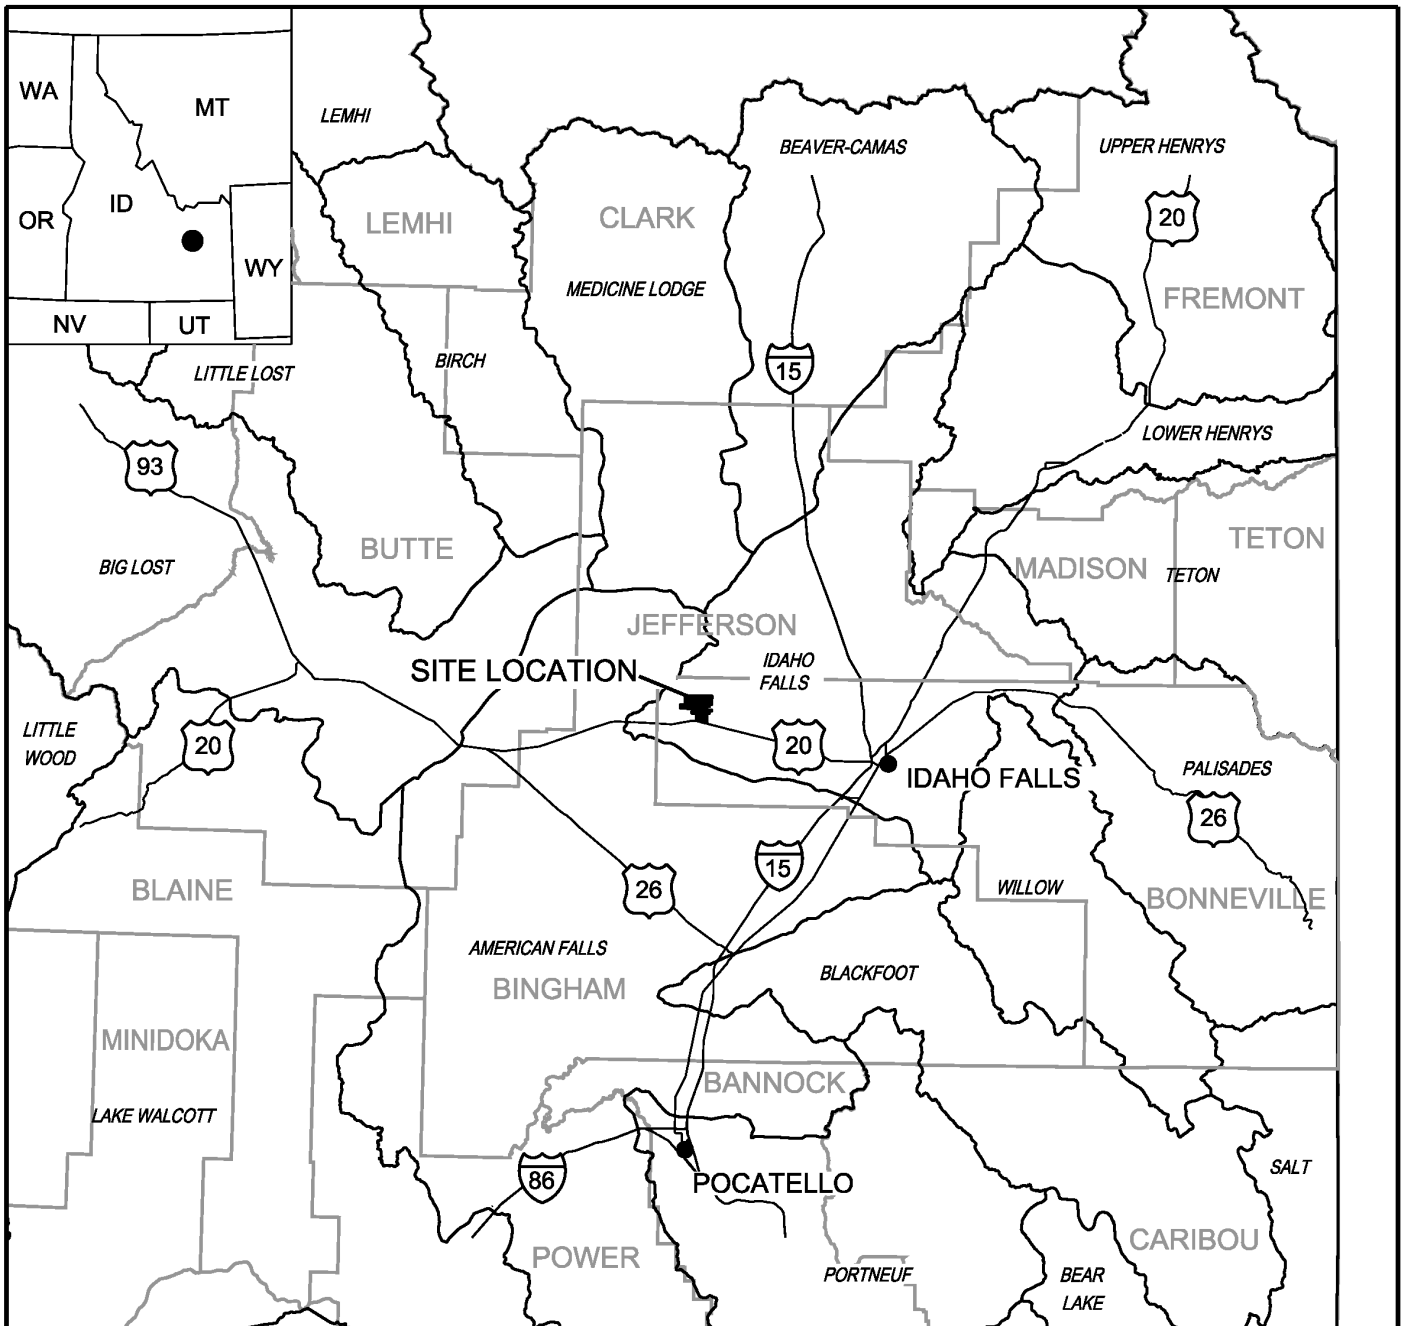 WA
MT
OR
ID
WY
NV
UT
LEMHI
BEAVER-CAMAS
UPPER HENRYS
LEMHI
CLARK
20
MEDICINE LODGE
FREMONT
BIRCH
LITTLE LOST
15
LOWER HENRYS
93
BUTTE
TETON
BIG LOST
MADISON
TETON
JEFFERSON
SITE LOCATION
IDAHO
FALLS
LITTLE
WOOD
20
20
IDAHO FALLS
PALISADES
26
15
BLAINE
26
WILLOW
BONNEVILLE
AMERICAN FALLS
BLACKFOOT
BINGHAM
MINIDOKA
BANNOCK
LAKE WALCOTT
SALT
86
POCATELLO
CARIBOU
POWER
PORTNEUF
BEAR
LAKE